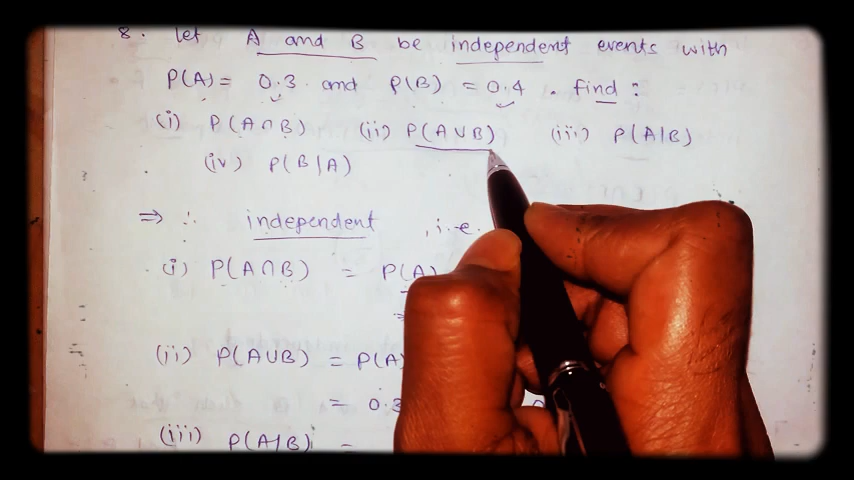 8. Let A and B be independent events with
P(A) = 0.3 and P(B) = 0.4 . find :
(i) P(A∩B) (ii) P(A∪B) (iii) P(A|B)
(iv) P(B|A)
⇒ ∴ independent , i.e.
(i) P(A∩B) = P(A)
=
(ii) P(A∪B) = P(A)
= 0.3
(iii) P(A/B) =